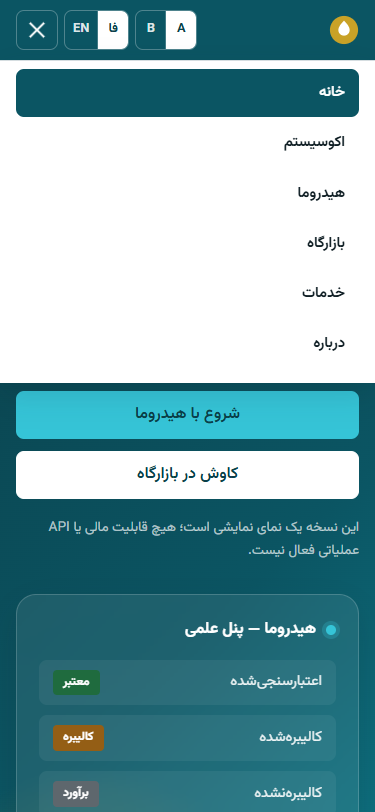 A
B
فا
EN
خانه
اکوسیستم
هیدروما
بازارگاه
خدمات
درباره
شروع با هیدروما
کاوش در بازارگاه
این نسخه یک نمای نمایشی است؛ هیچ قابلیت مالی یا API
عملیاتی فعال نیست.
هیدروما — پنل علمی
اعتبارسنجی‌شده
معتبر
کالیبره‌شده
کالیبره
کالیبره‌نشده
برآورد